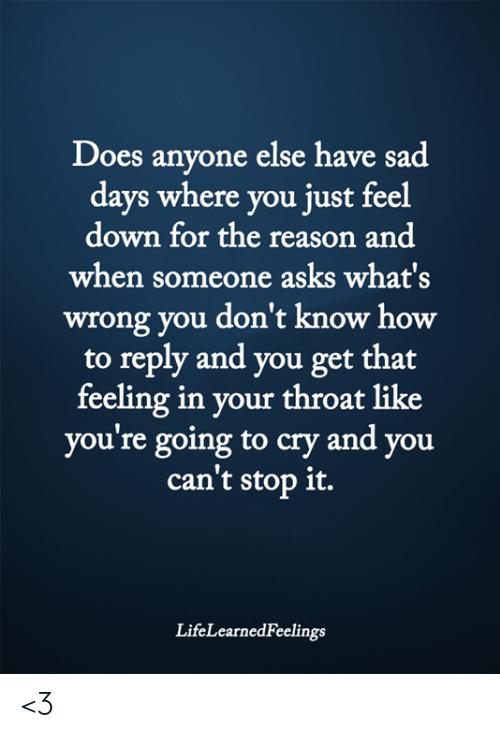 Does anyone else have sad
days where you just feel
down for the reason and
when someone asks what's
wrong you don't know how
to reply and you get that
feeling in your throat like
you're going to cry and you
can't stop it.
LifeLearnedFeelings
<3